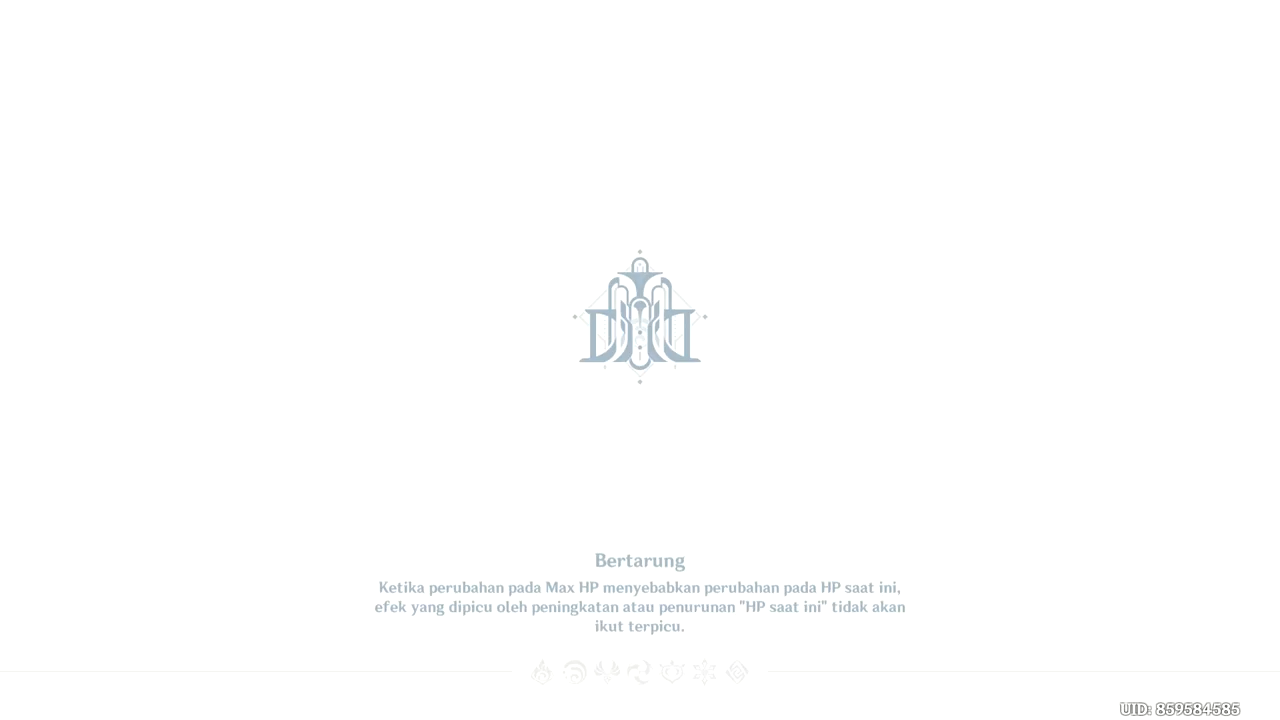 Bertarung
Ketika perubahan pada Max HP menyebabkan perubahan pada HP saat ini,
efek yang dipicu oleh peningkatan atau penurunan "HP saat ini" tidak akan
ikut terpicu.
UID: 859584585